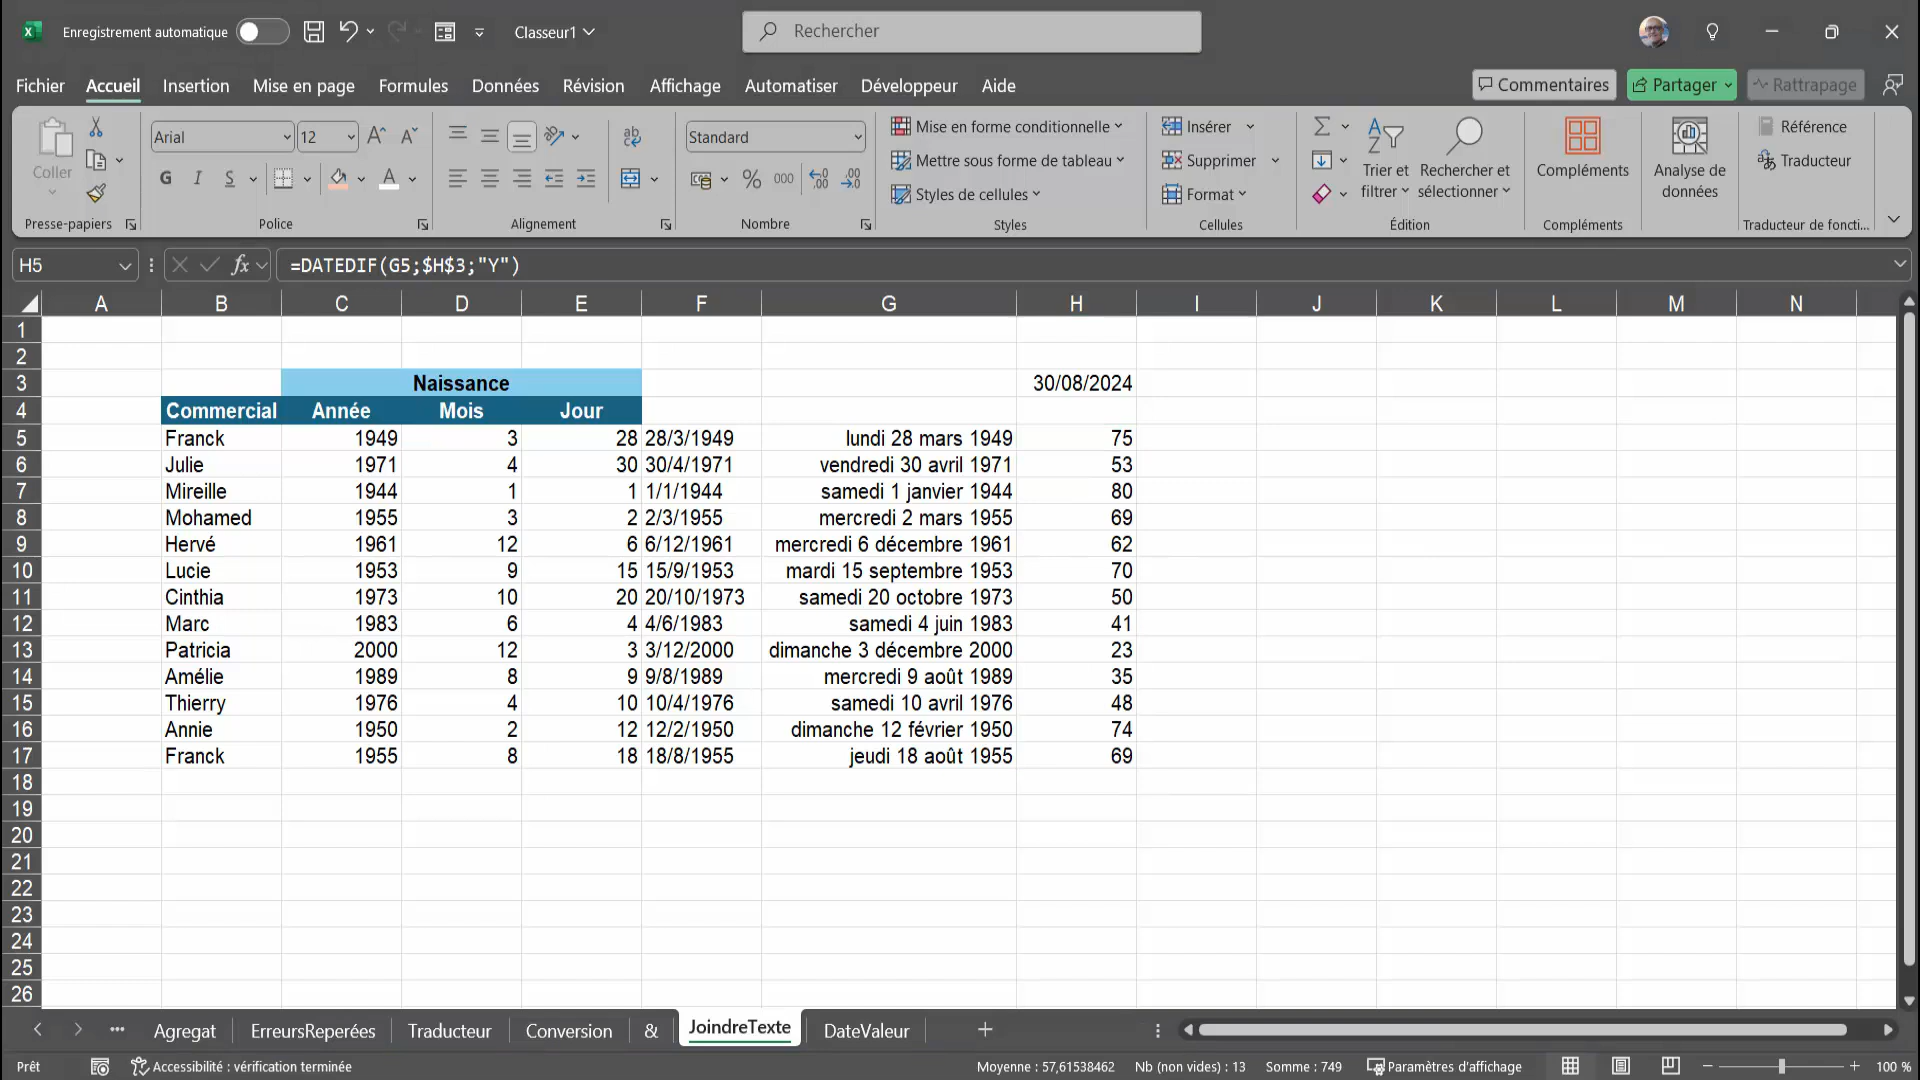 Enregistrement automatique
Classeur1
Rechercher
Fichier Accueil Insertion Mise en page Formules Données Révision Affichage Automatiser Développeur Aide
Commentaires Partager Rattrapage
Coller
Presse-papiers
Arial 12
G I S
Police
Alignement
Standard
% 000
Nombre
Mise en forme conditionnelle
Mettre sous forme de tableau
Styles de cellules
Styles
Insérer
Supprimer
Format
Cellules
Trier et filtrer
Rechercher et sélectionner
Édition
Compléments
Compléments
Analyse de données
Référence
Traducteur
Traducteur de foncti...
H5 fx =DATEDIF(G5;$H$3;"Y")
A B C D E F G H I J K L M N
1
2
3 Naissance 30/08/2024
4 Commercial Année Mois Jour
5 Franck 1949 3 28 28/3/1949 lundi 28 mars 1949 75
6 Julie 1971 4 30 30/4/1971 vendredi 30 avril 1971 53
7 Mireille 1944 1 1 1/1/1944 samedi 1 janvier 1944 80
8 Mohamed 1955 3 2 2/3/1955 mercredi 2 mars 1955 69
9 Hervé 1961 12 6 6/12/1961 mercredi 6 décembre 1961 62
10 Lucie 1953 9 15 15/9/1953 mardi 15 septembre 1953 70
11 Cinthia 1973 10 20 20/10/1973 samedi 20 octobre 1973 50
12 Marc 1983 6 4 4/6/1983 samedi 4 juin 1983 41
13 Patricia 2000 12 3 3/12/2000 dimanche 3 décembre 2000 23
14 Amélie 1989 8 9 9/8/1989 mercredi 9 août 1989 35
15 Thierry 1976 4 10 10/4/1976 samedi 10 avril 1976 48
16 Annie 1950 2 12 12/2/1950 dimanche 12 février 1950 74
17 Franck 1955 8 18 18/8/1955 jeudi 18 août 1955 69
18
19
20
21
22
23
24
25
26
Agregat ErreursReperées Traducteur Conversion & JoindreTexte DateValeur
Prêt Accessibilité : vérification terminée Moyenne : 57,61538462 Nb (non vides) : 13 Somme : 749 Paramètres d'affichage 100 %